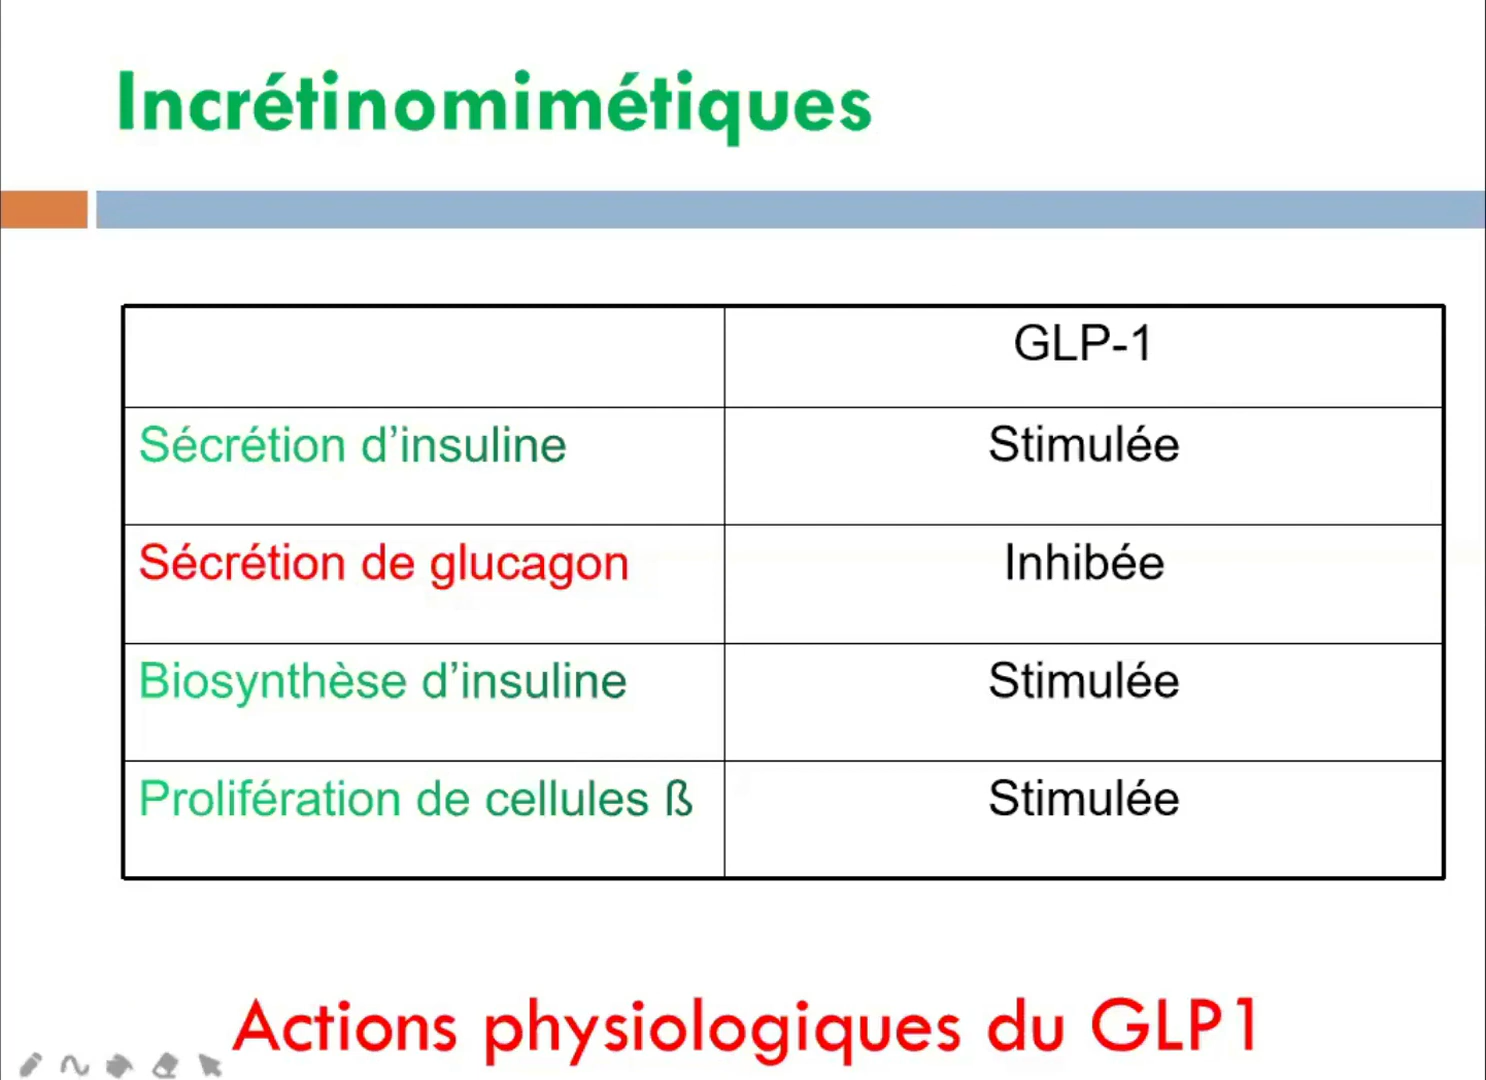 Incrétinomimétiques
GLP-1
Sécrétion d’insuline Stimulée
Sécrétion de glucagon Inhibée
Biosynthèse d’insuline Stimulée
Prolifération de cellules ß Stimulée
Actions physiologiques du GLP1